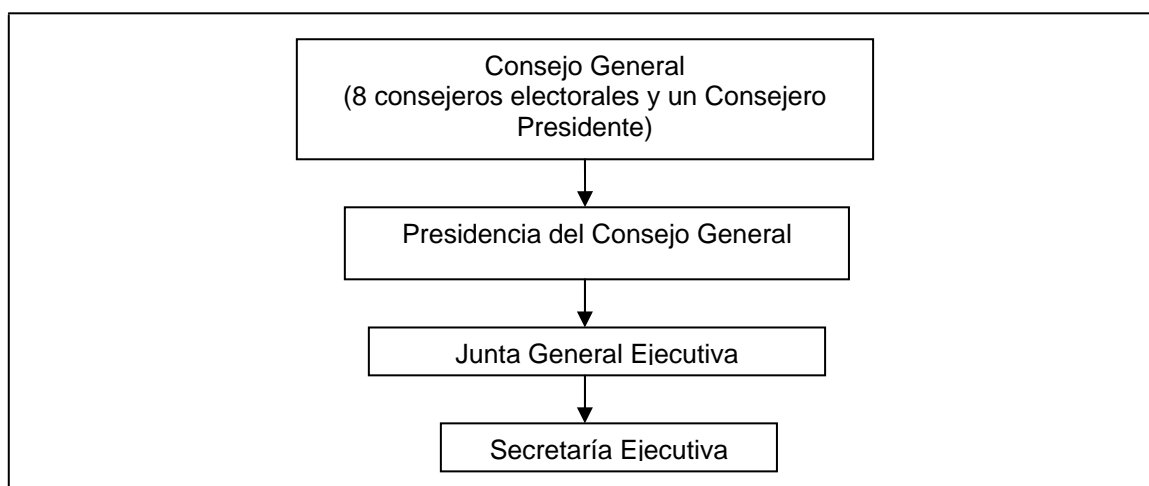 Consejo General
(8 consejeros electorales y un Consejero
Presidente)
Presidencia del Consejo General
Junta General Ejecutiva
Secretaría Ejecutiva